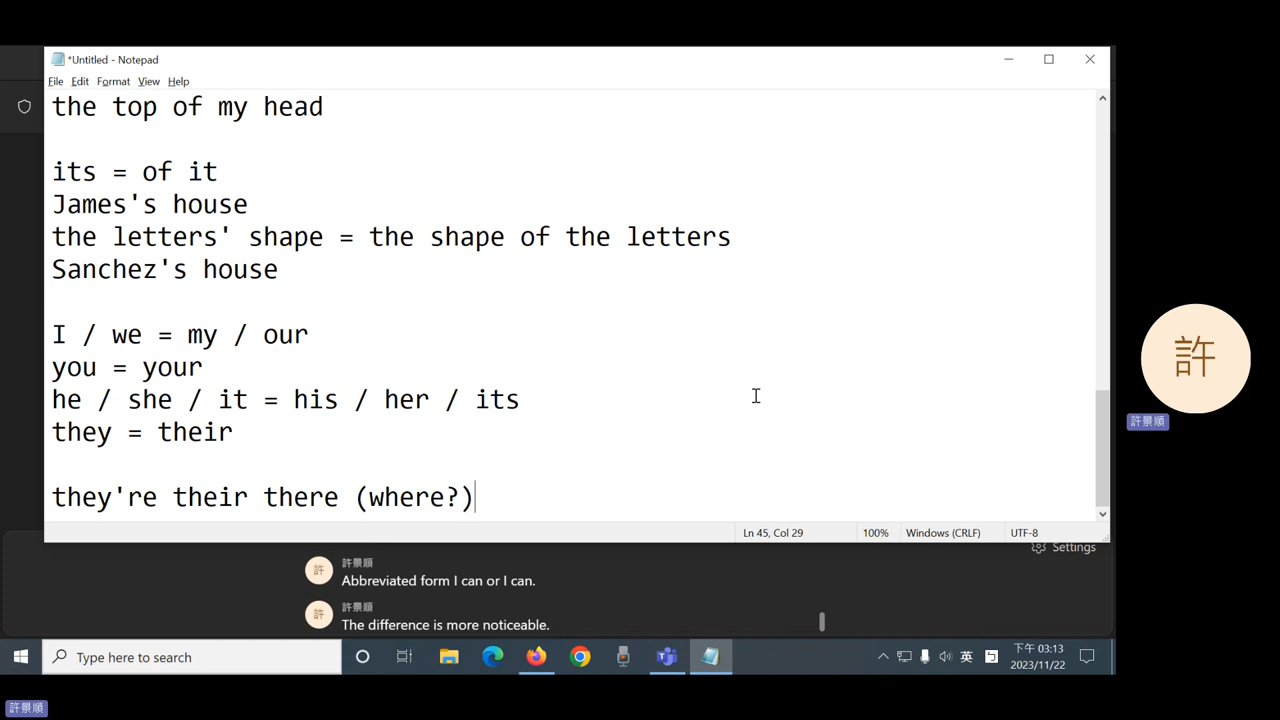 *Untitled - Notepad
File Edit Format View Help
the top of my head
its = of it
James's house
the letters' shape = the shape of the letters
Sanchez's house
I / we = my / our
you = your
he / she / it = his / her / its
they = their
they're their there (where?)
Ln 45, Col 29 100% Windows (CRLF) UTF-8
Settings
許景順
許 Abbreviated form I can or I can.
許景順
許 The difference is more noticeable.
Type here to search
英
下午 03:13
2023/11/22
許
許景順
許景順